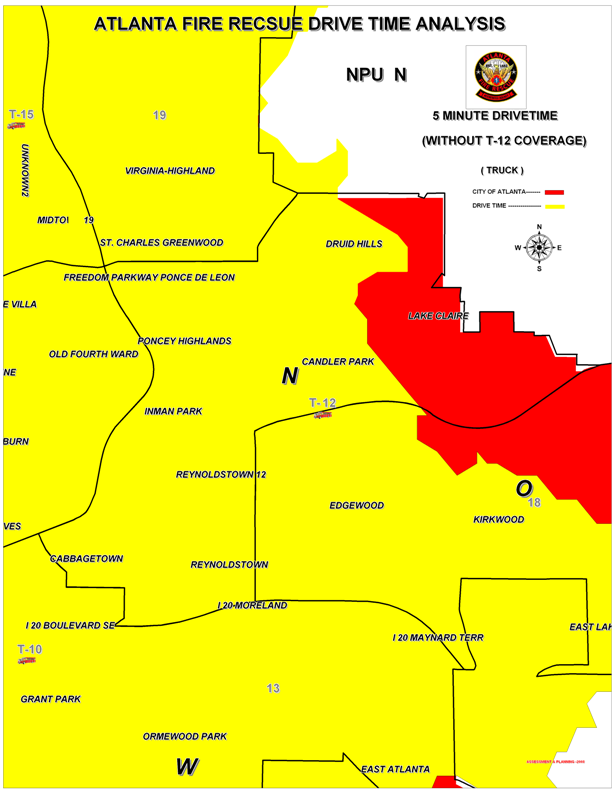 ATLANTA FIRE RECSUE DRIVE TIME ANALYSIS
NPU N
ATLANTA
5 MINUTE DRIVETIME
(WITHOUT T-12 COVERAGE)
( TRUCK )
CITY OF ATLANTA-------
DRIVE TIME -----------------
N
W E
S
T-15
19
UNKNOWN2
VIRGINIA-HIGHLAND
19
ST. CHARLES GREENWOOD
DRUID HILLS
FREEDOM PARKWAY PONCE DE LEON
E VILLA
LAKE CLAIRE
PONCEY HIGHLANDS
OLD FOURTH WARD
CANDLER PARK
NE
N
T-12
INMAN PARK
BURN
REYNOLDSTOWN 12
O
18
EDGEWOOD
KIRKWOOD
VES
CABBAGETOWN
REYNOLDSTOWN
I 20-MORELAND
I 20 BOULEVARD SE
I 20 MAYNARD TERR
EAST LAK
T-10
13
GRANT PARK
ORMEWOOD PARK
W
EAST ATLANTA
ASSESSMENT & PLANNING